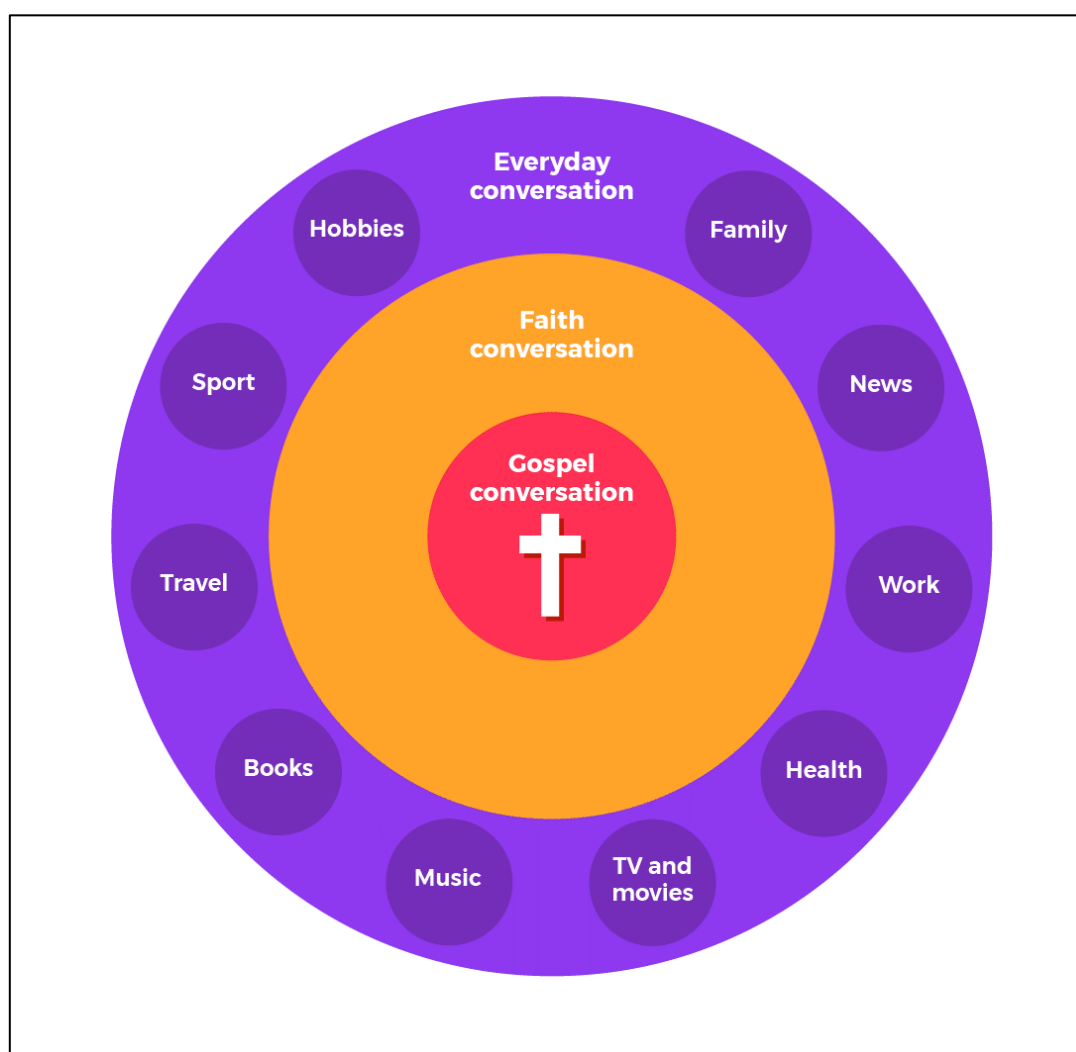 Everyday
conversation
Hobbies
Family
Faith
conversation
Sport
News
Gospel
conversation
Travel
Work
Books
Health
Music
TV and
movies